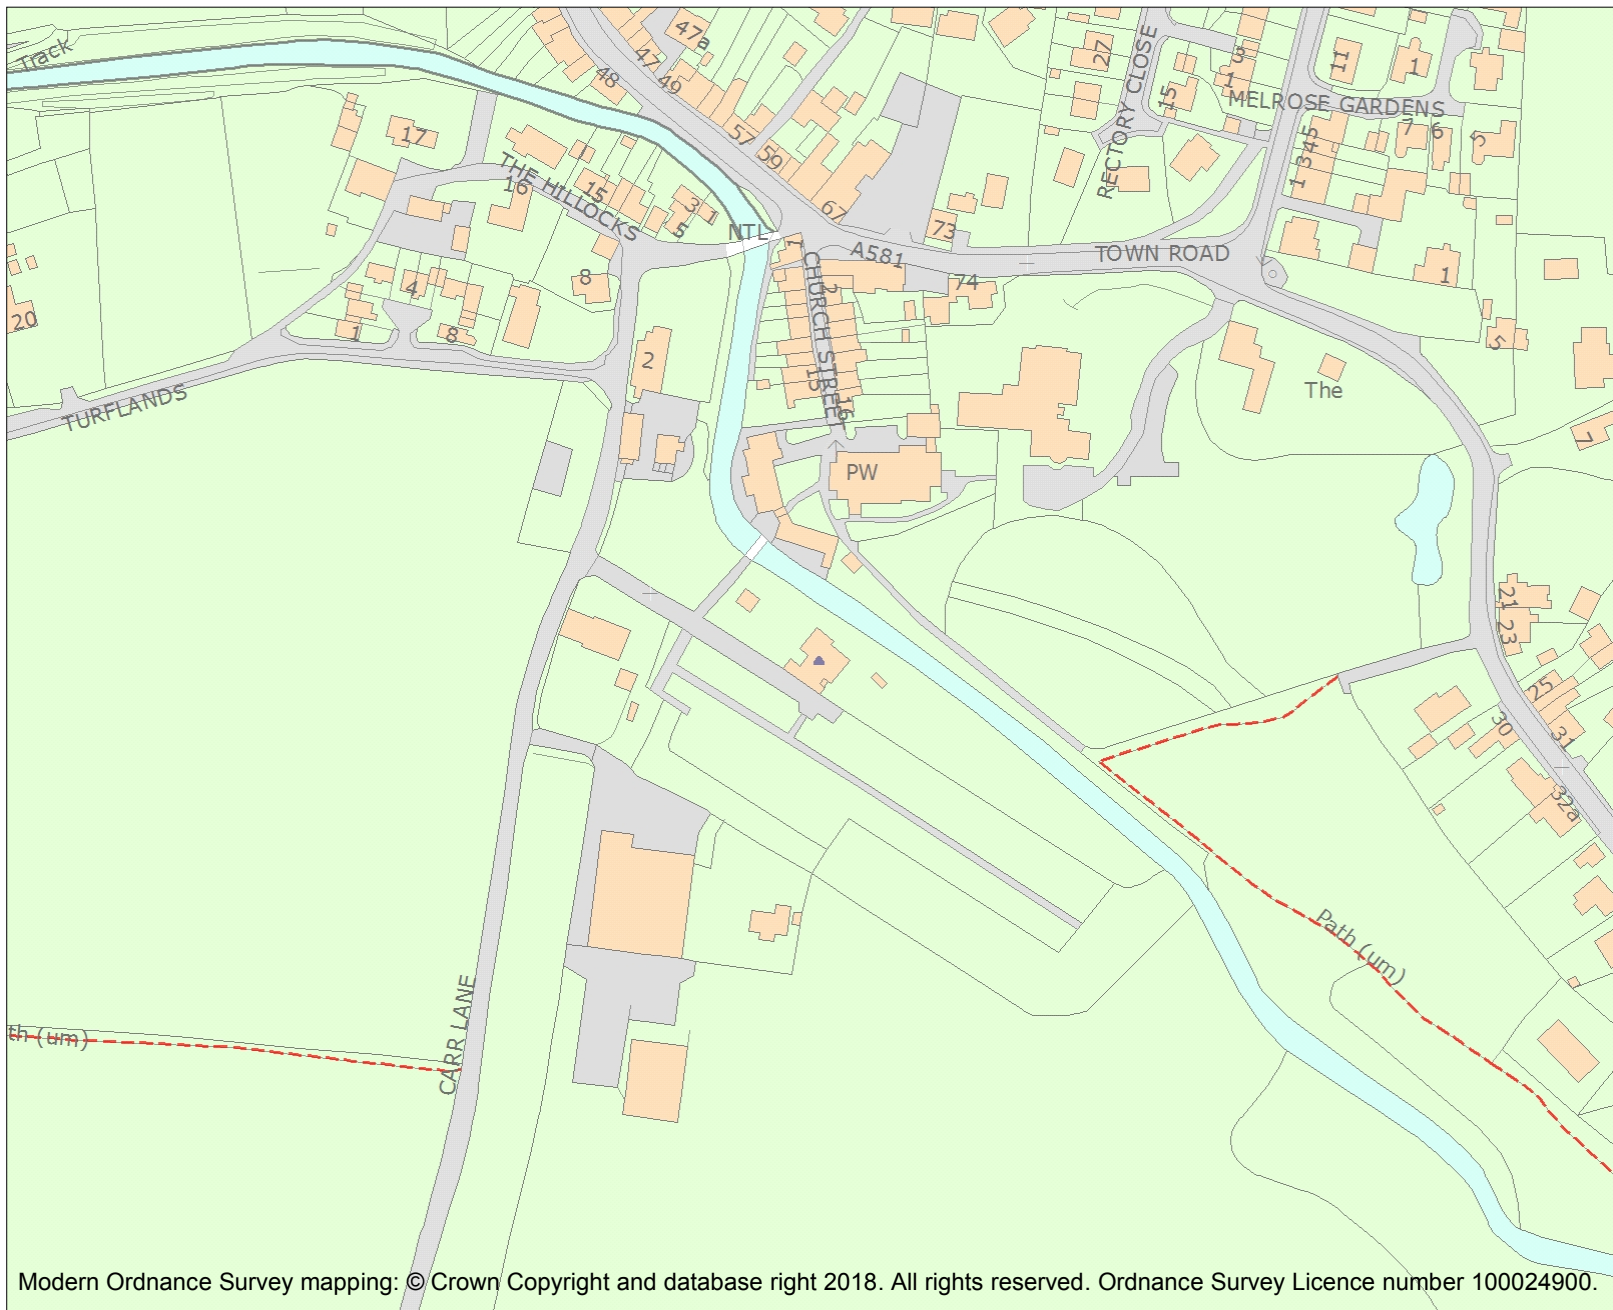 Track
47a
47
49
48
57
59
67
73
74
27
RECTORY CLOSE
15
3
1
11
1
MELROSE GARDENS
7
6
5
1 3 45
17
THE HILLOCKS
16
15
3
1
5
NTL
A581
TOWN ROAD
1
2
CHURCH STREET
15
16
8
4
1
8
2
20
TURFLANDS
PW
The
1
5
7
21
23
25
30
31
32a
Path (um)
th (um)
CARR LANE
Modern Ordnance Survey mapping: © Crown Copyright and database right 2018. All rights reserved. Ordnance Survey Licence number 100024900.